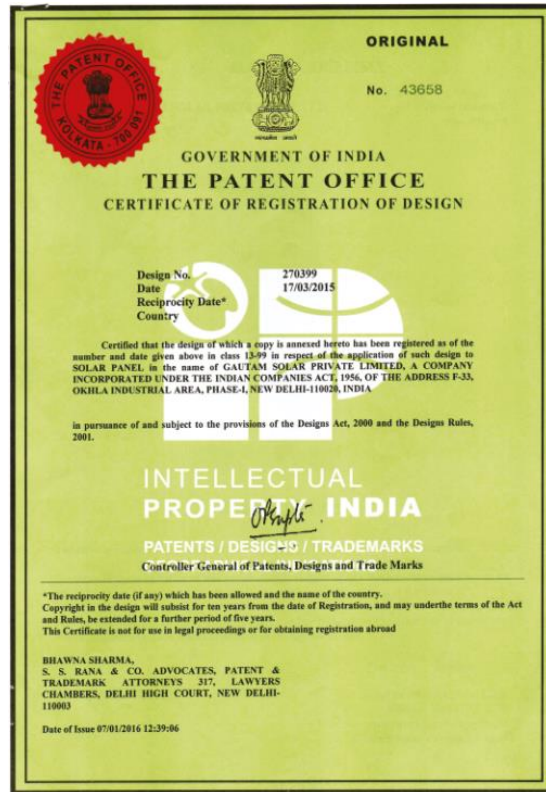 ORIGINAL
THE PATENT OFFICE
KOLKATA - 700 091
No. 43658
GOVERNMENT OF INDIA
THE PATENT OFFICE
CERTIFICATE OF REGISTRATION OF DESIGN
Design No. 270399
Date 17/03/2015
Reciprocity Date*
Country
Certified that the design of which a copy is annexed hereto has been registered as of the
number and date given above in class 13-99 in respect of the application of such design to
SOLAR PANEL in the name of GAUTAM SOLAR PRIVATE LIMITED, A COMPANY
INCORPORATED UNDER THE INDIAN COMPANIES ACT, 1956, OF THE ADDRESS F-33,
OKHLA INDUSTRIAL AREA, PHASE-I, NEW DELHI-110020, INDIA
in pursuance of and subject to the provisions of the Designs Act, 2000 and the Designs Rules,
2001.
INTELLECTUAL
PROPERTY INDIA
PATENTS / DESIGNS / TRADEMARKS
Controller General of Patents, Designs and Trade Marks
*The reciprocity date (if any) which has been allowed and the name of the country.
Copyright in the design will subsist for ten years from the date of Registration, and may underthe terms of the Act
and Rules, be extended for a further period of five years.
This Certificate is not for use in legal proceedings or for obtaining registration abroad
BHAWNA SHARMA,
S. S. RANA & CO. ADVOCATES, PATENT &
TRADEMARK ATTORNEYS 317, LAWYERS
CHAMBERS, DELHI HIGH COURT, NEW DELHI-
110003
Date of Issue 07/01/2016 12:39:06